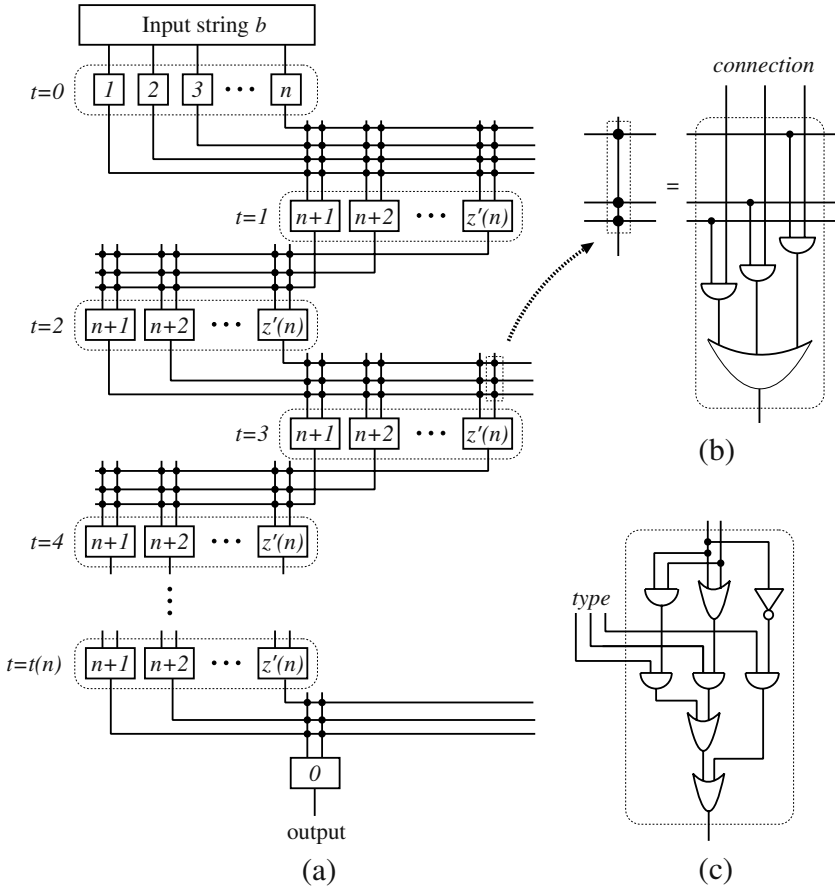 Input string b
t=0
1 2 3 ··· n
t=1
n+1 n+2 ··· z'(n)
t=2
n+1 n+2 ··· z'(n)
t=3
n+1 n+2 ··· z'(n)
t=4
n+1 n+2 ··· z'(n)
t=t(n)
n+1 n+2 ··· z'(n)
0
output
(a)
connection
=
(b)
type
(c)